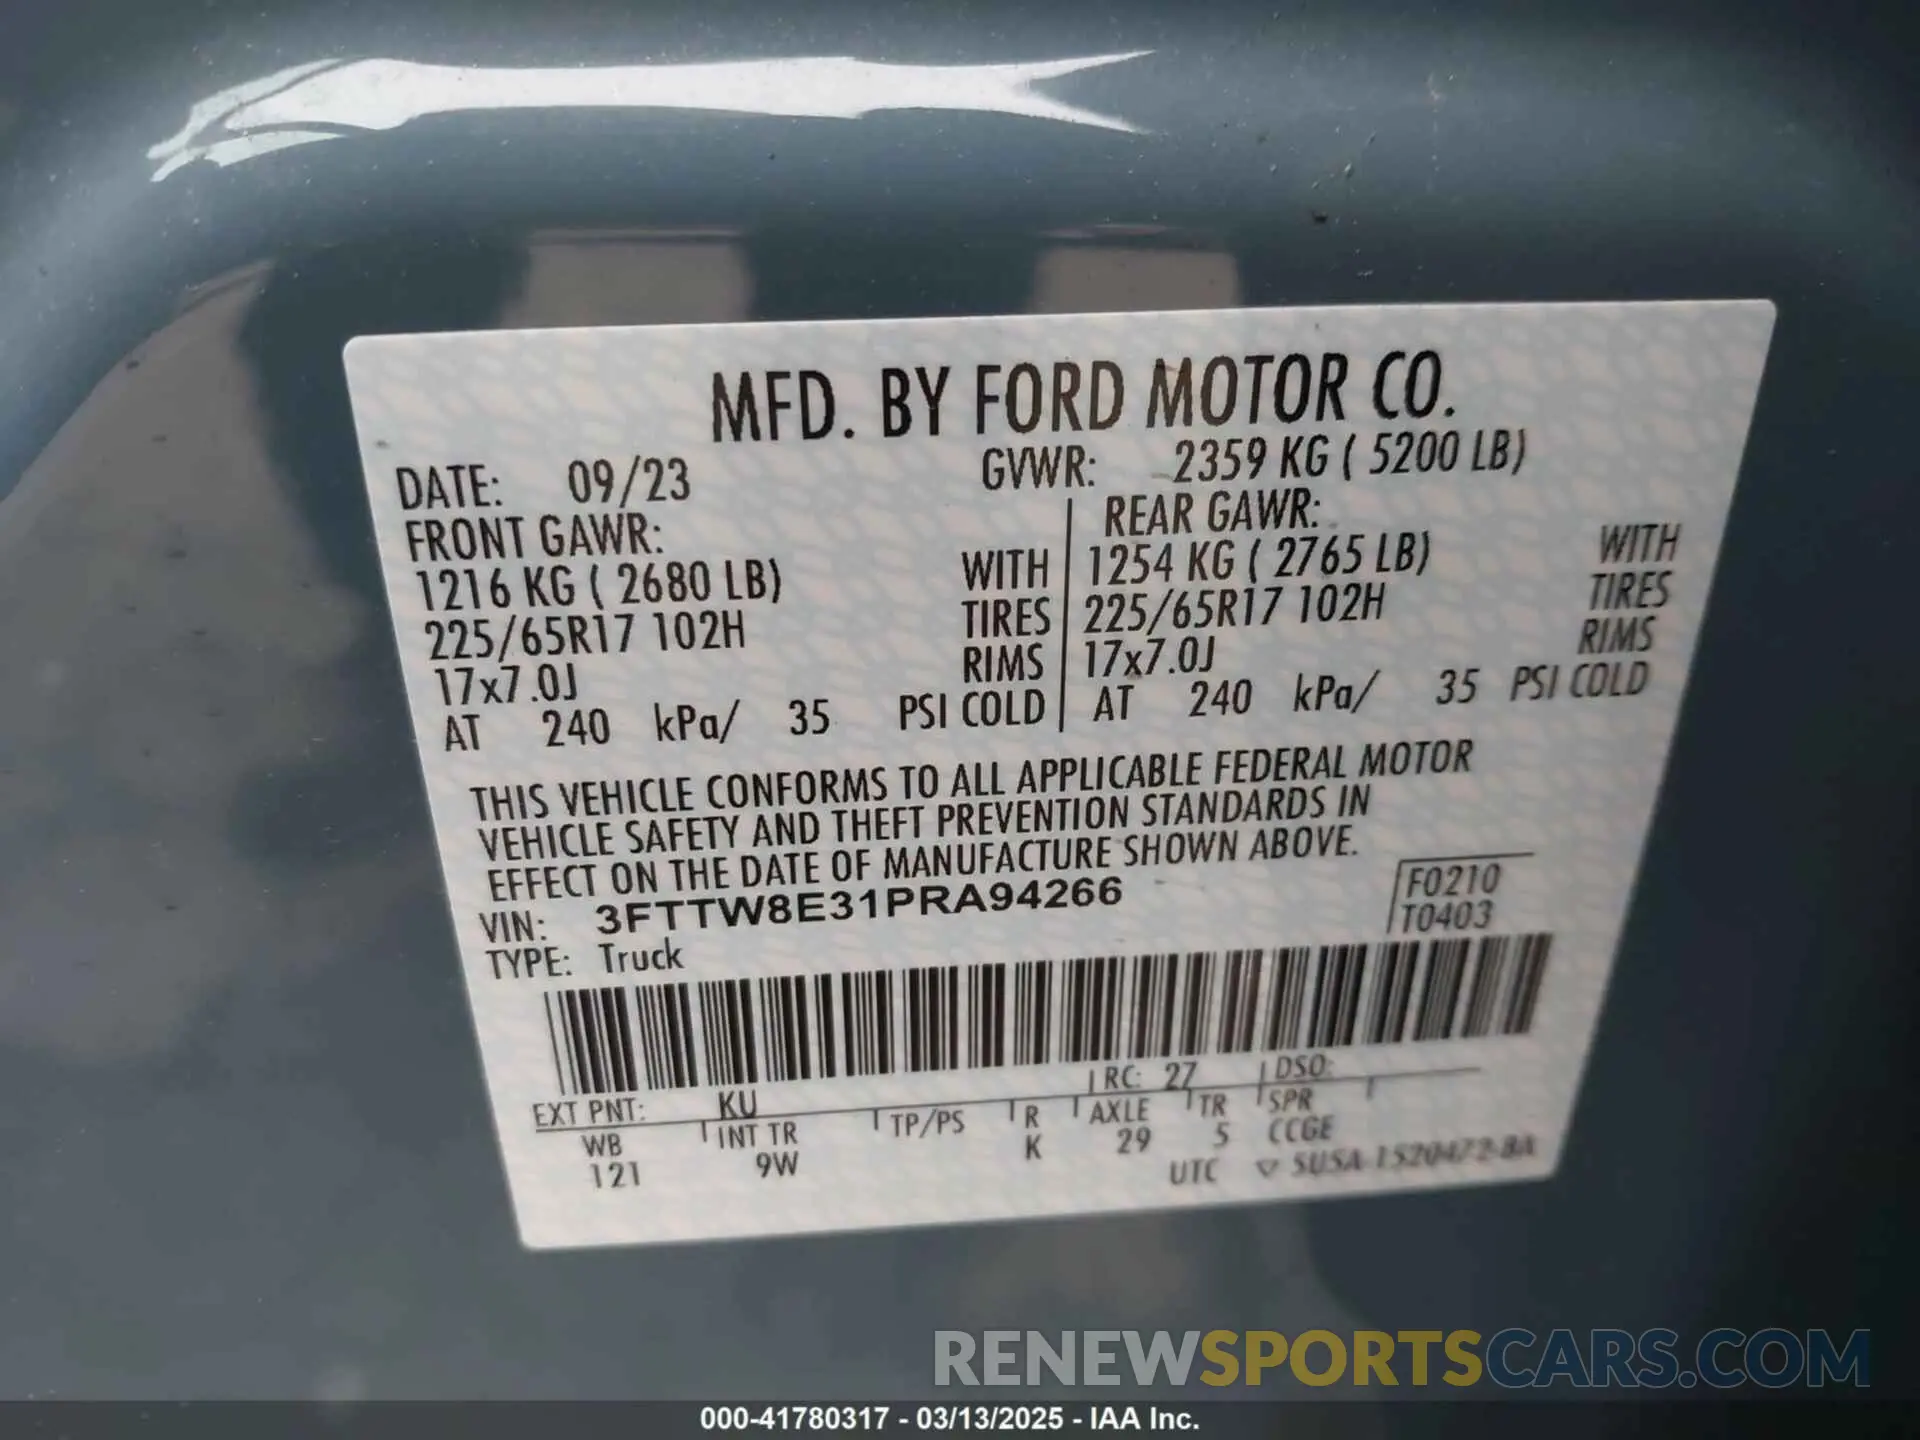 MFD. BY FORD MOTOR CO.
DATE: 09/23 GVWR: 2359 KG ( 5200 LB)
FRONT GAWR: REAR GAWR:
1216 KG ( 2680 LB) WITH 1254 KG ( 2765 LB) WITH
225/65R17 102H TIRES 225/65R17 102H TIRES
17x7.0J RIMS 17x7.0J RIMS
AT 240 kPa/ 35 PSI COLD AT 240 kPa/ 35 PSI COLD
THIS VEHICLE CONFORMS TO ALL APPLICABLE FEDERAL MOTOR
VEHICLE SAFETY AND THEFT PREVENTION STANDARDS IN
EFFECT ON THE DATE OF MANUFACTURE SHOWN ABOVE.
VIN: 3FTTW8E31PRA94266 F0210
TYPE: Truck T0403
EXT PNT: KU RC: 27 DSO:
WB INT TR TP/PS R AXLE TR SPR
121 9W K 29 5 CCGE
UTC ▽ SUSA-1520472-BA
RENEWSPORTSCARS.COM
000-41780317 - 03/13/2025 - IAA Inc.